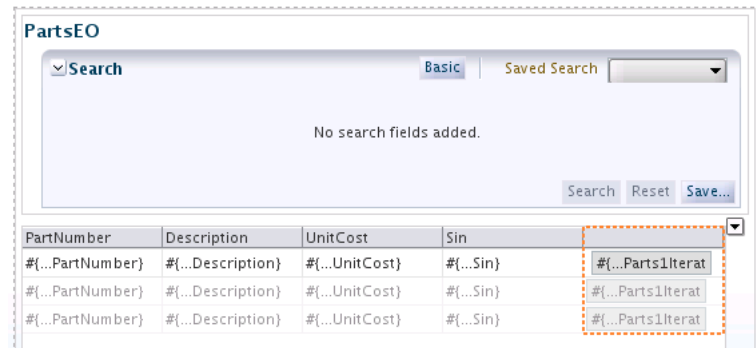 PartsEO
Search Basic Saved Search
No search fields added.
Search Reset Save...
PartNumber Description UnitCost Sin
#{...PartNumber} #{...Description} #{...UnitCost} #{...Sin} #{...Parts1Iterat
#{...PartNumber} #{...Description} #{...UnitCost} #{...Sin} #{...Parts1Iterat
#{...PartNumber} #{...Description} #{...UnitCost} #{...Sin} #{...Parts1Iterat